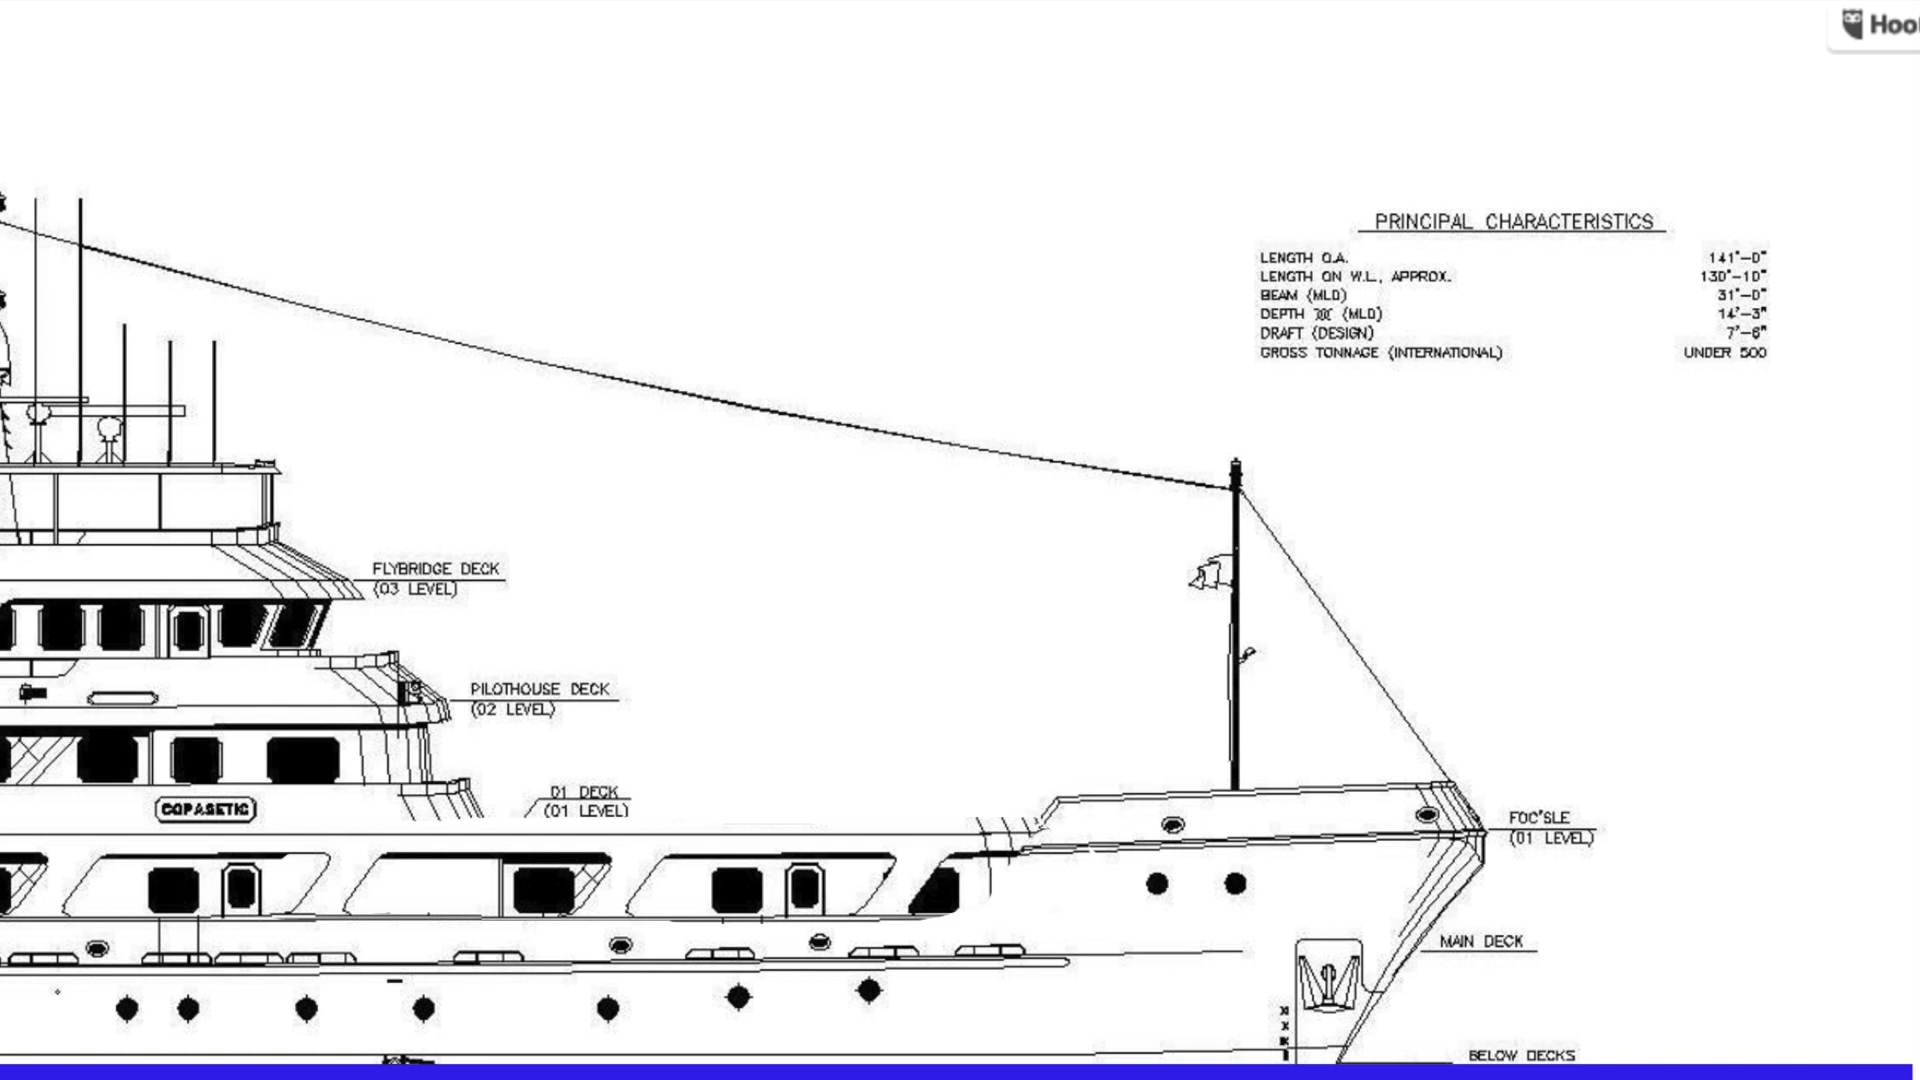 Hoo
PRINCIPAL CHARACTERISTICS
LENGTH O.A. 141'-0"
LENGTH ON W.L., APPROX. 130'-10"
BEAM (MLD) 31'-0"
DEPTH (MLD) 14'-3"
DRAFT (DESIGN) 7'-6"
GROSS TONNAGE (INTERNATIONAL) UNDER 500
FLYBRIDGE DECK
(03 LEVEL)
PILOTHOUSE DECK
(02 LEVEL)
01 DECK
(01 LEVEL)
COPASETIC
FOC'SLE
(01 LEVEL)
MAIN DECK
BELOW DECKS